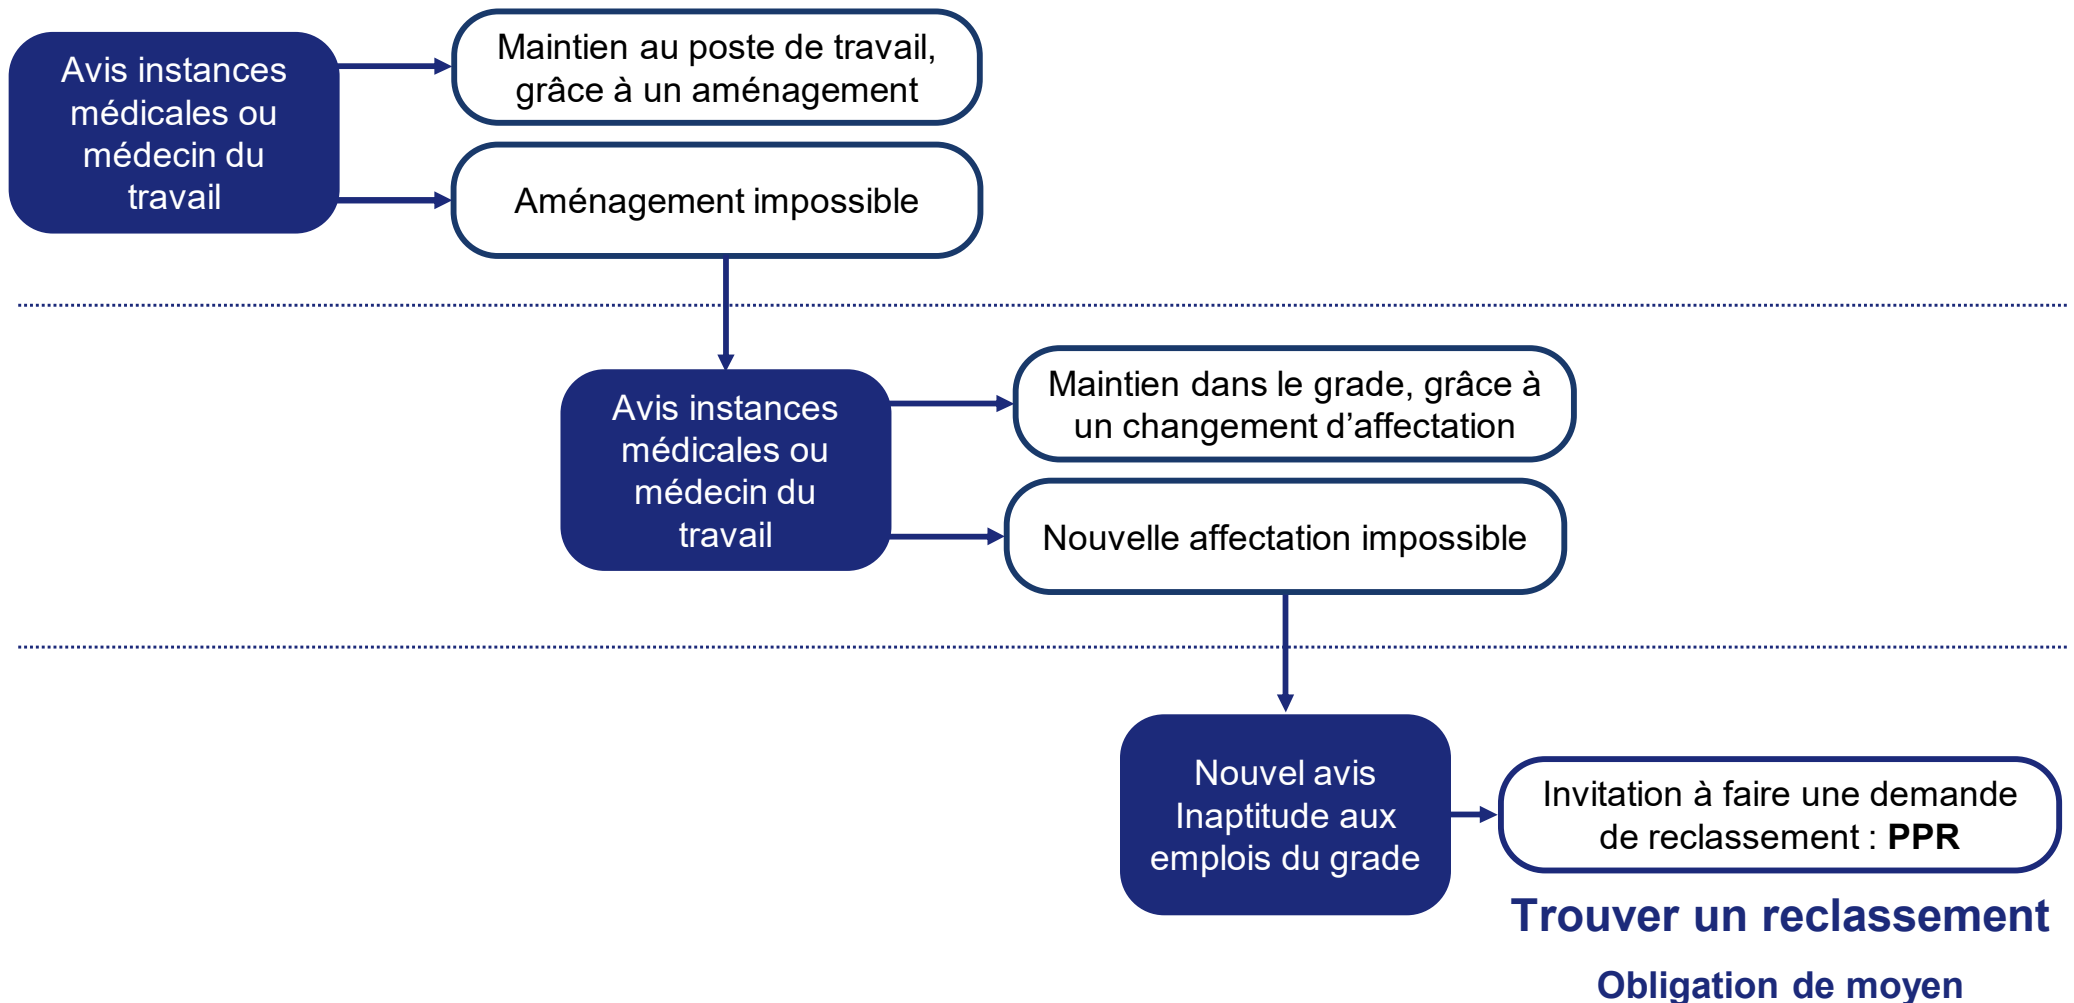 Avis instances
médicales ou
médecin du
travail
Maintien au poste de travail,
grâce à un aménagement
Aménagement impossible
Avis instances
médicales ou
médecin du
travail
Maintien dans le grade, grâce à
un changement d’affectation
Nouvelle affectation impossible
Nouvel avis
Inaptitude aux
emplois du grade
Invitation à faire une demande
de reclassement : PPR
Trouver un reclassement
Obligation de moyen